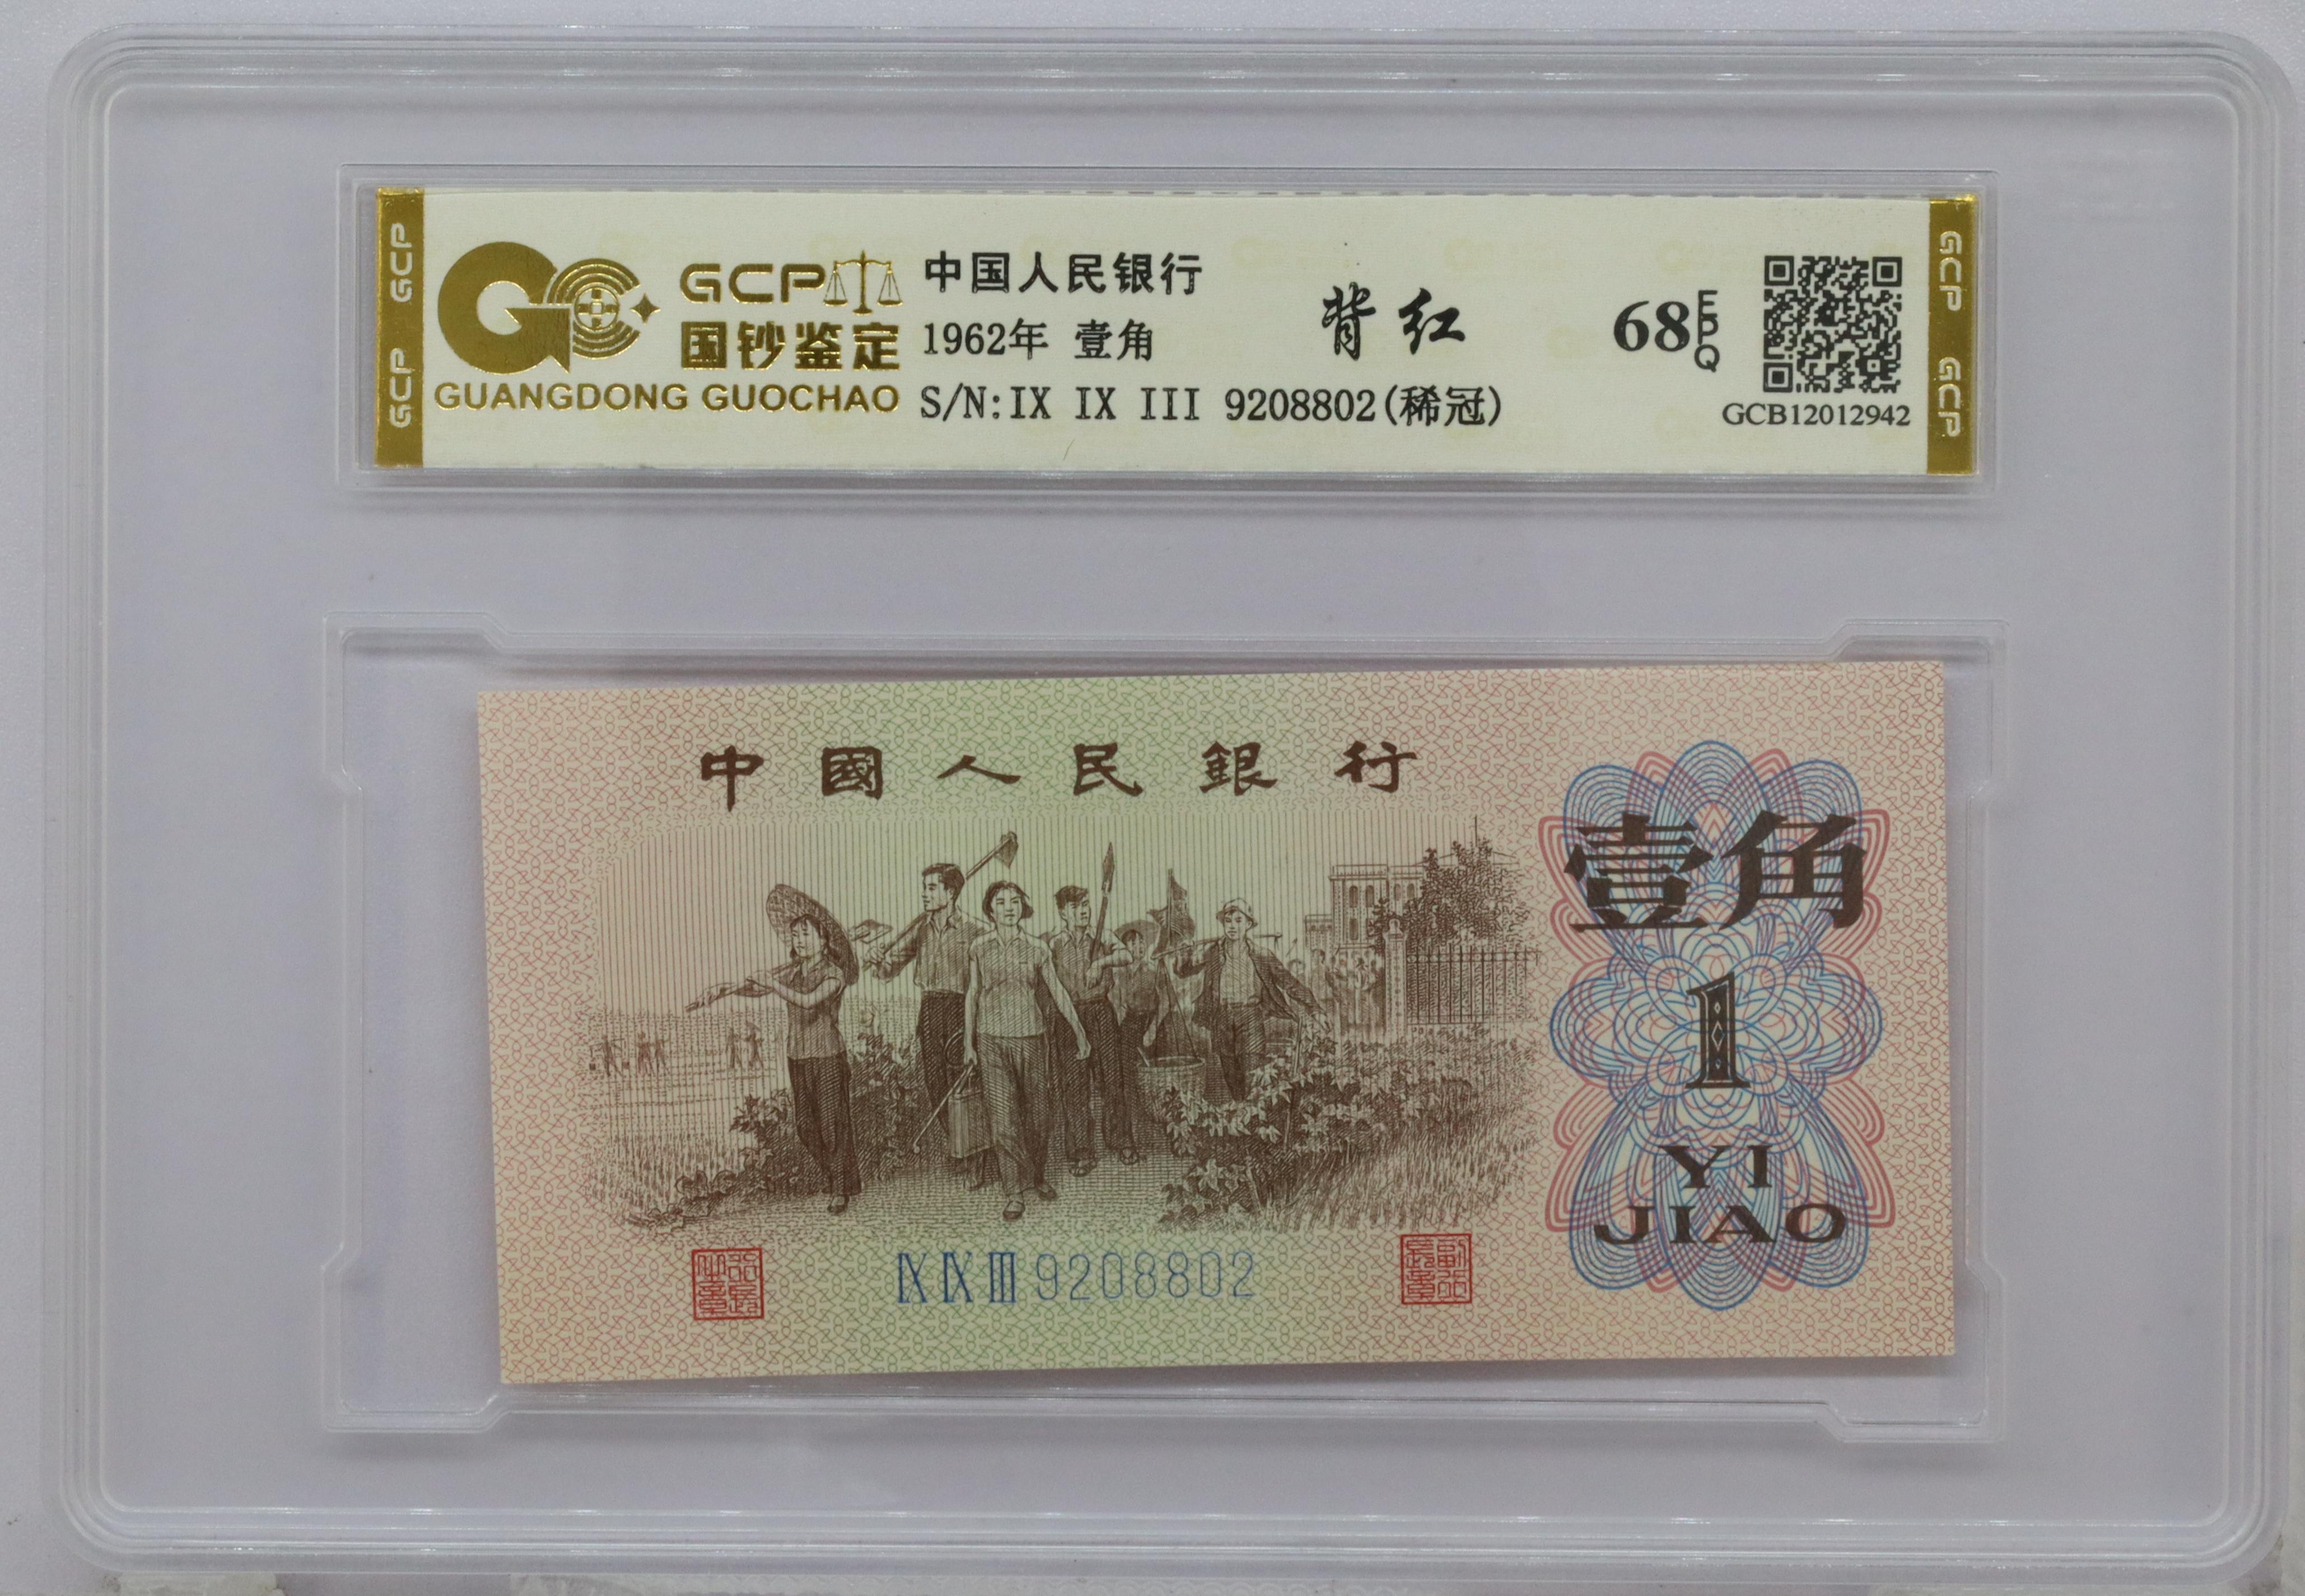 GCP
GCP
GCP
国钞鉴定
GUANGDONG GUOCHAO
中国人民银行
1962年 壹角
S/N:IX IX III 9208802(稀冠)
背红
68 EPQ
GCB12012942
GCP
GCP
中國人民銀行
壹角
1
YI
JIAO
IX IX III 9208802